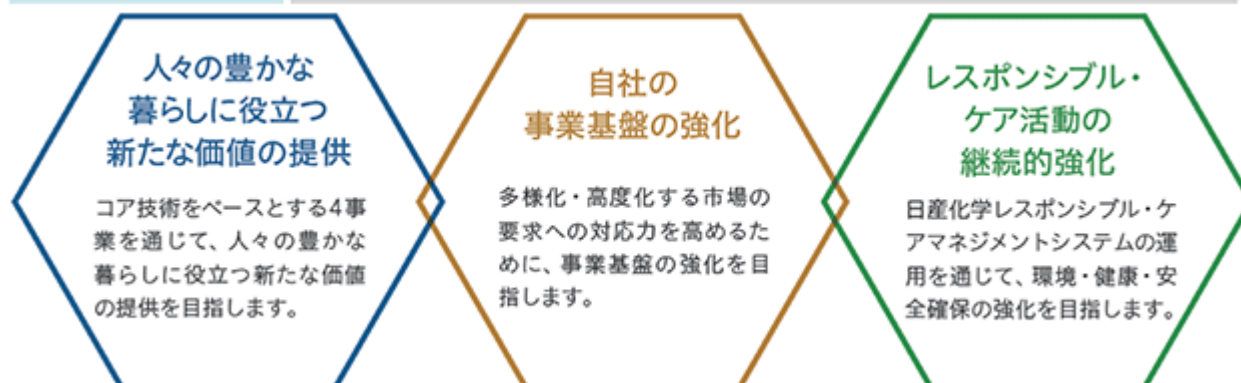 人々の豊かな
暮らしに役立つ
新たな価値の提供
コア技術をベースとする4事
業を通じて、人々の豊かな
暮らしに役立つ新たな価値
の提供を目指します。
自社の
事業基盤の強化
多様化・高度化する市場の
要求への対応力を高めるた
めに、事業基盤の強化を目
指します。
レスポンシブル・
ケア活動の
継続的強化
日産化学レスポンシブル・ケ
アマネジメントシステムの運
用を通じて、環境・健康・安
全確保の強化を目指します。